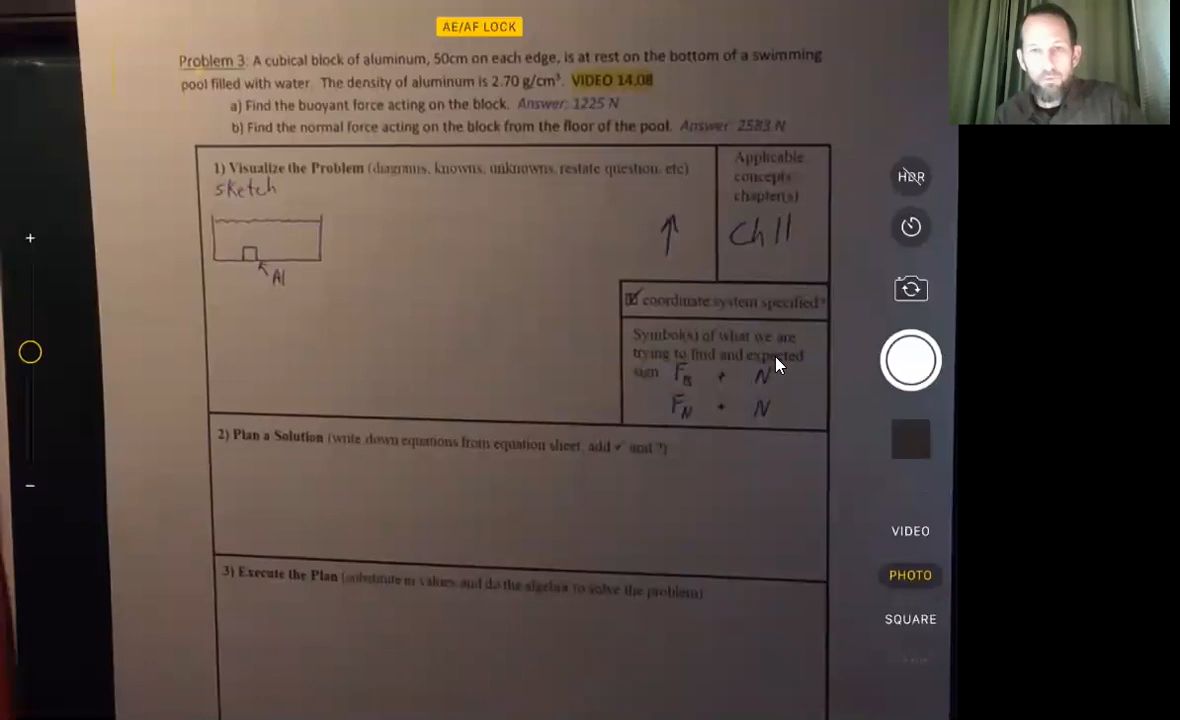 AE/AF LOCK
Problem 3: A cubical block of aluminum, 50cm on each edge, is at rest on the bottom of a swimming
pool filled with water. The density of aluminum is 2.70 g/cm³. VIDEO 14.08
a) Find the buoyant force acting on the block. Answer: 1225 N
b) Find the normal force acting on the block from the floor of the pool. Answer: 2583 N
1) Visualize the Problem (diagrams, knowns, unknowns, restate question, etc)
sketch
Al
Applicable
concepts
chapter(s)
Ch 11
coordinate system specified?
Symbol(s) of what we are
trying to find and expected
sign F_B + N
F_N + N
2) Plan a Solution (write down equations from equation sheet, add ✓ and ?)
3) Execute the Plan (substitute in values and do the algebra to solve the problem)
HDR
VIDEO
PHOTO
SQUARE